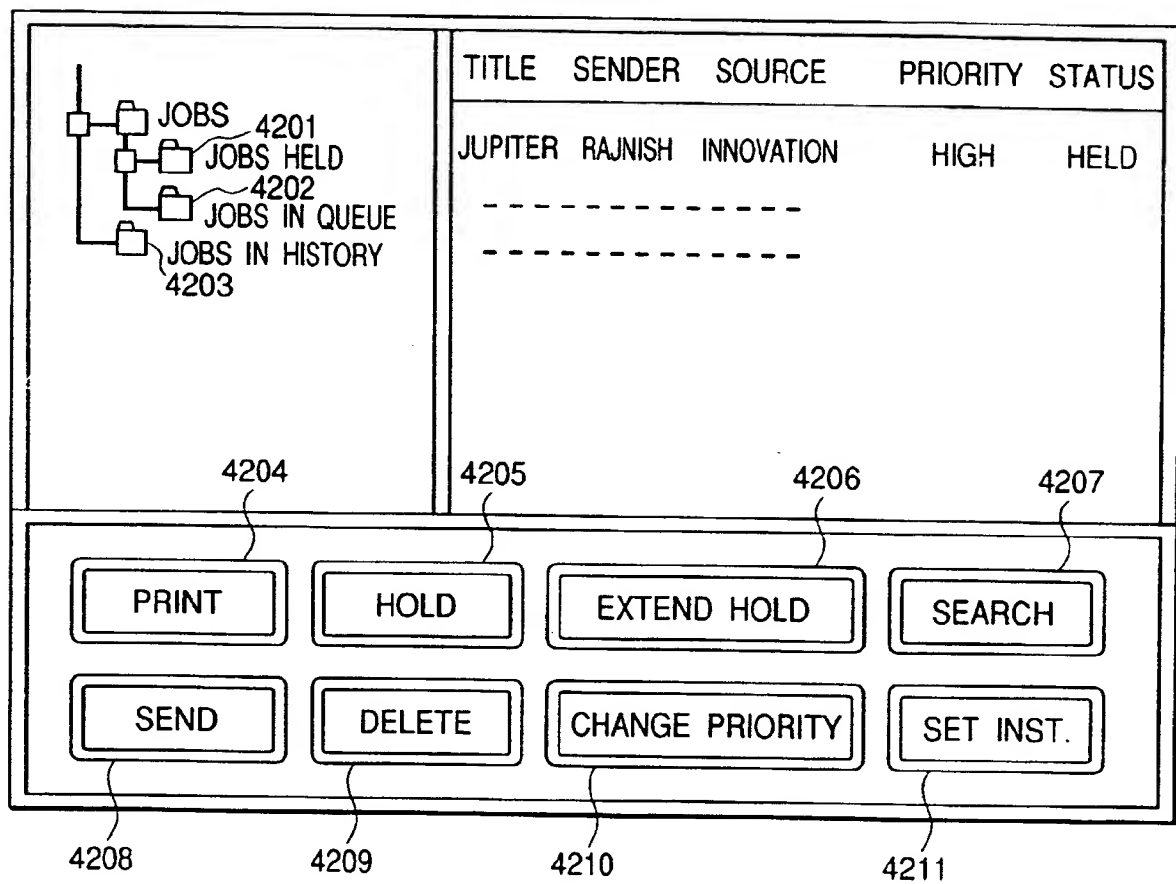 JOBS
4201
JOBS HELD
4202
JOBS IN QUEUE
JOBS IN HISTORY
4203
TITLE SENDER SOURCE PRIORITY STATUS
JUPITER RAJNISH INNOVATION HIGH HELD
4204 4205 4206 4207
PRINT HOLD EXTEND HOLD SEARCH
SEND DELETE CHANGE PRIORITY SET INST.
4208 4209 4210 4211